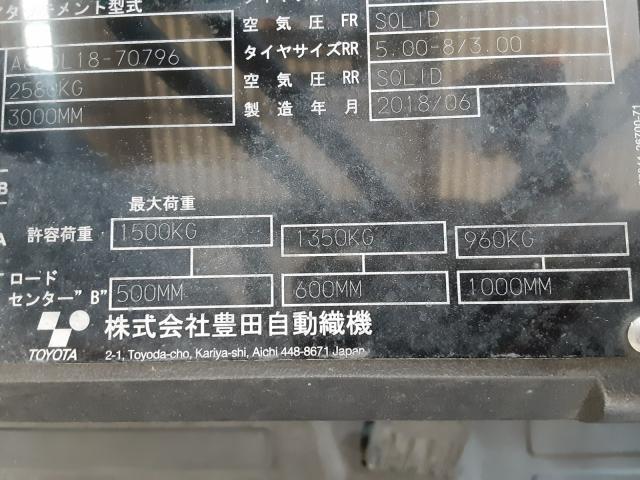 タッチメント型式
空気圧 FR SOLID
タイヤサイズRR 5.00-8/3.00
空気圧 RR SOLID
製造年月 2018/06
2580KG
3000MM
B
最大荷重
A 許容荷重 1500KG 1350KG 960KG
ロード
センター"B" 500MM 600MM 1000MM
TOYOTA
株式会社豊田自動織機
2-1, Toyoda-cho, Kariya-shi, Aichi 448-8671 Japan